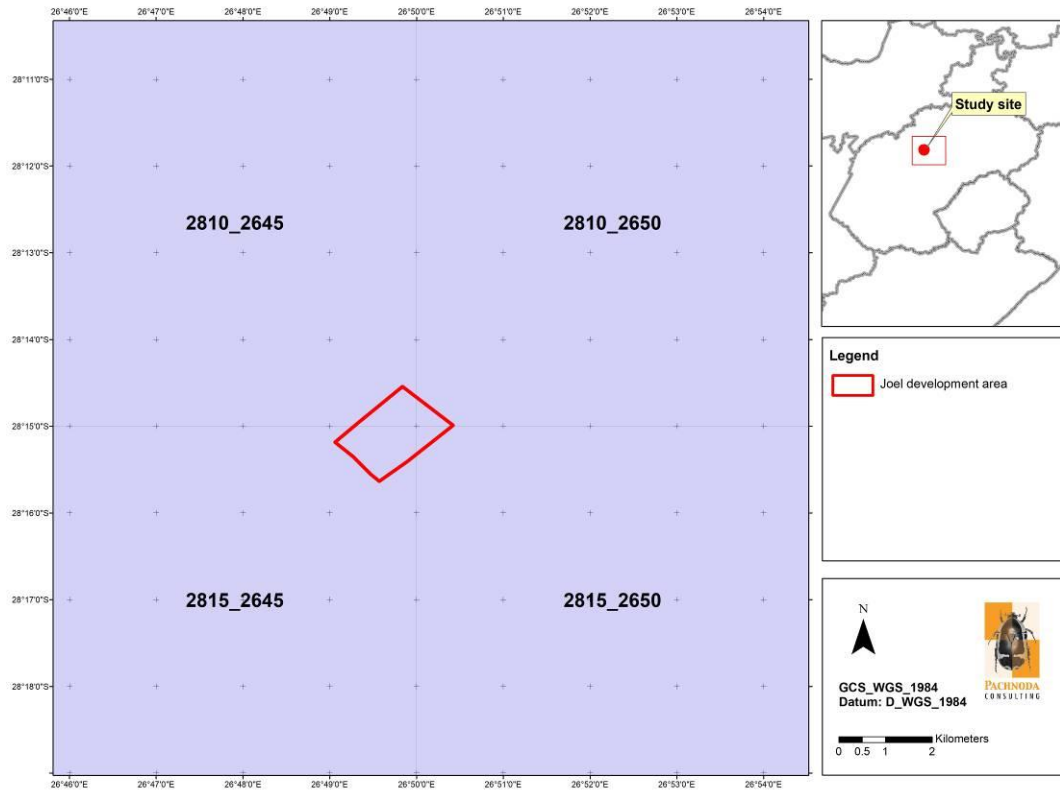 26°46'0"E 26°47'0"E 26°48'0"E 26°49'0"E 26°50'0"E 26°51'0"E 26°52'0"E 26°53'0"E 26°54'0"E
28°11'0"S
28°12'0"S
2810_2645 2810_2650
28°13'0"S
28°14'0"S
28°15'0"S
28°16'0"S
2815_2645 2815_2650
28°17'0"S
28°18'0"S
26°46'0"E 26°47'0"E 26°48'0"E 26°49'0"E 26°50'0"E 26°51'0"E 26°52'0"E 26°53'0"E 26°54'0"E
Study site
Legend
Joel development area
N
PACHNODA
CONSULTING
GCS_WGS_1984
Datum: D_WGS_1984
Kilometers
0 0.5 1 2